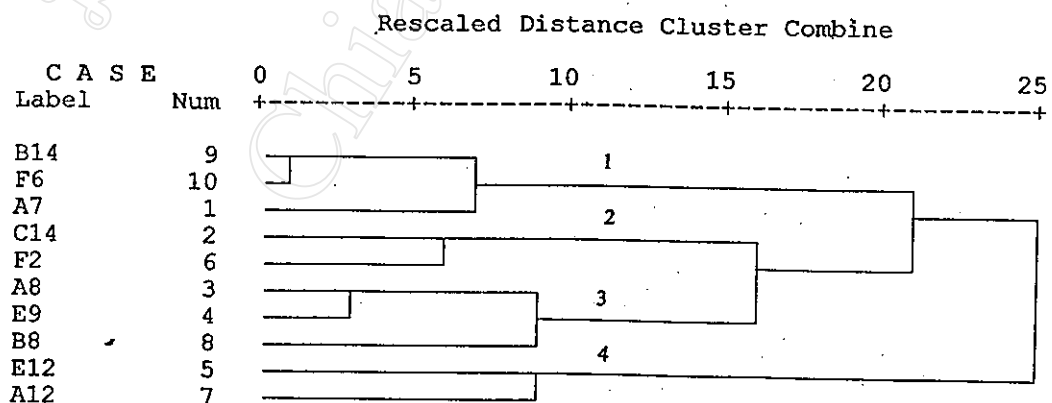 Rescaled Distance Cluster Combine
C A S E 0 5 10 15 20 25
Label Num +---------+---------+---------+---------+---------+
B14 9
1
F6 10
A7 1
2
C14 2
F2 6
A8 3
3
E9 4
B8 8
4
E12 5
A12 7
Chia